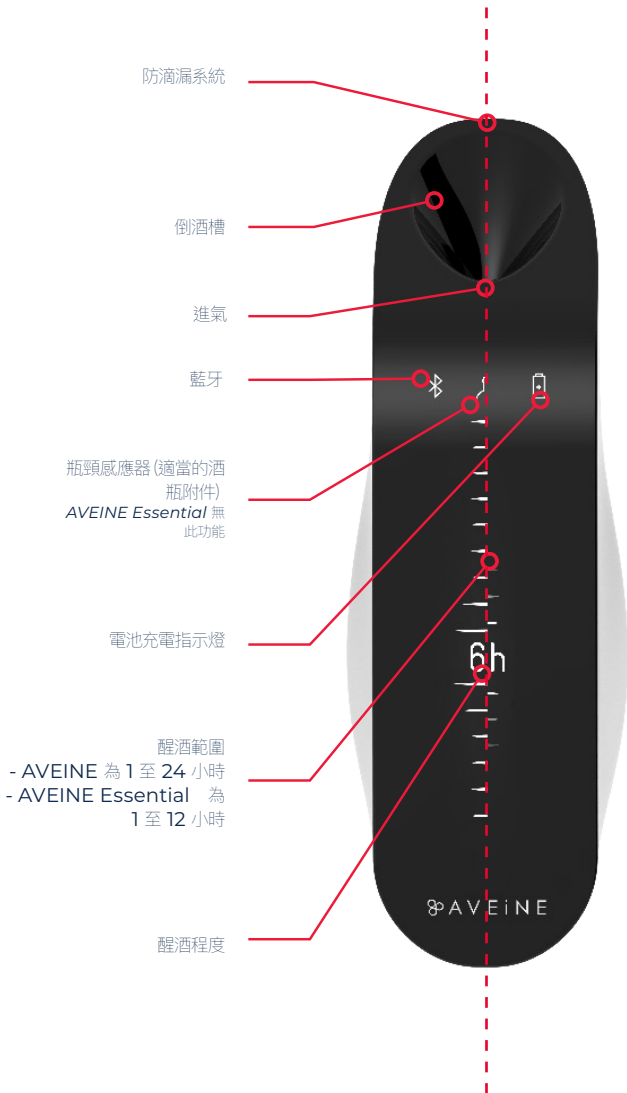 防滴漏系統
倒酒槽
進氣
藍牙
瓶頸感應器 (適當的酒
瓶附件)
AVEINE Essential 無
此功能
電池充電指示燈
6h
醒酒範圍
- AVEINE 為 1 至 24 小時
- AVEINE Essential 為
1 至 12 小時
AVEiNE
醒酒程度